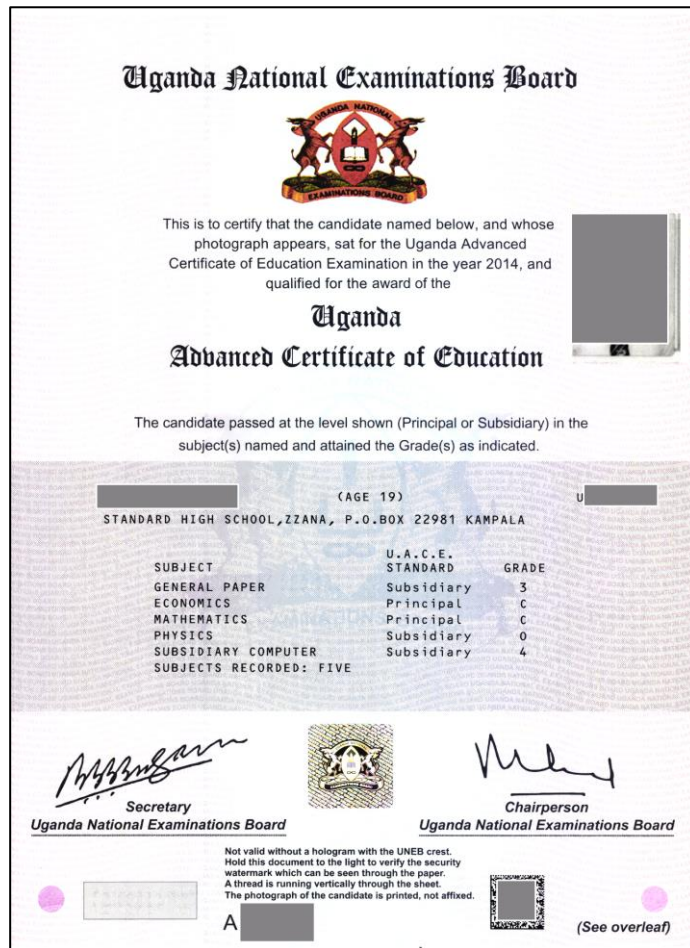 Uganda National Examinations Board
UGANDA NATIONAL
EXAMINATIONS BOARD
This is to certify that the candidate named below, and whose
photograph appears, sat for the Uganda Advanced
Certificate of Education Examination in the year 2014, and
qualified for the award of the
Uganda
Advanced Certificate of Education
The candidate passed at the level shown (Principal or Subsidiary) in the
subject(s) named and attained the Grade(s) as indicated.
(AGE 19) U
STANDARD HIGH SCHOOL,ZZANA, P.O.BOX 22981 KAMPALA
U.A.C.E.
SUBJECT STANDARD GRADE
GENERAL PAPER Subsidiary 3
ECONOMICS Principal C
MATHEMATICS Principal C
PHYSICS Subsidiary O
SUBSIDIARY COMPUTER Subsidiary 4
SUBJECTS RECORDED: FIVE
Secretary
Uganda National Examinations Board
Chairperson
Uganda National Examinations Board
Not valid without a hologram with the UNEB crest.
Hold this document to the light to verify the security
watermark which can be seen through the paper.
A thread is running vertically through the sheet.
The photograph of the candidate is printed, not affixed.
A
(See overleaf)